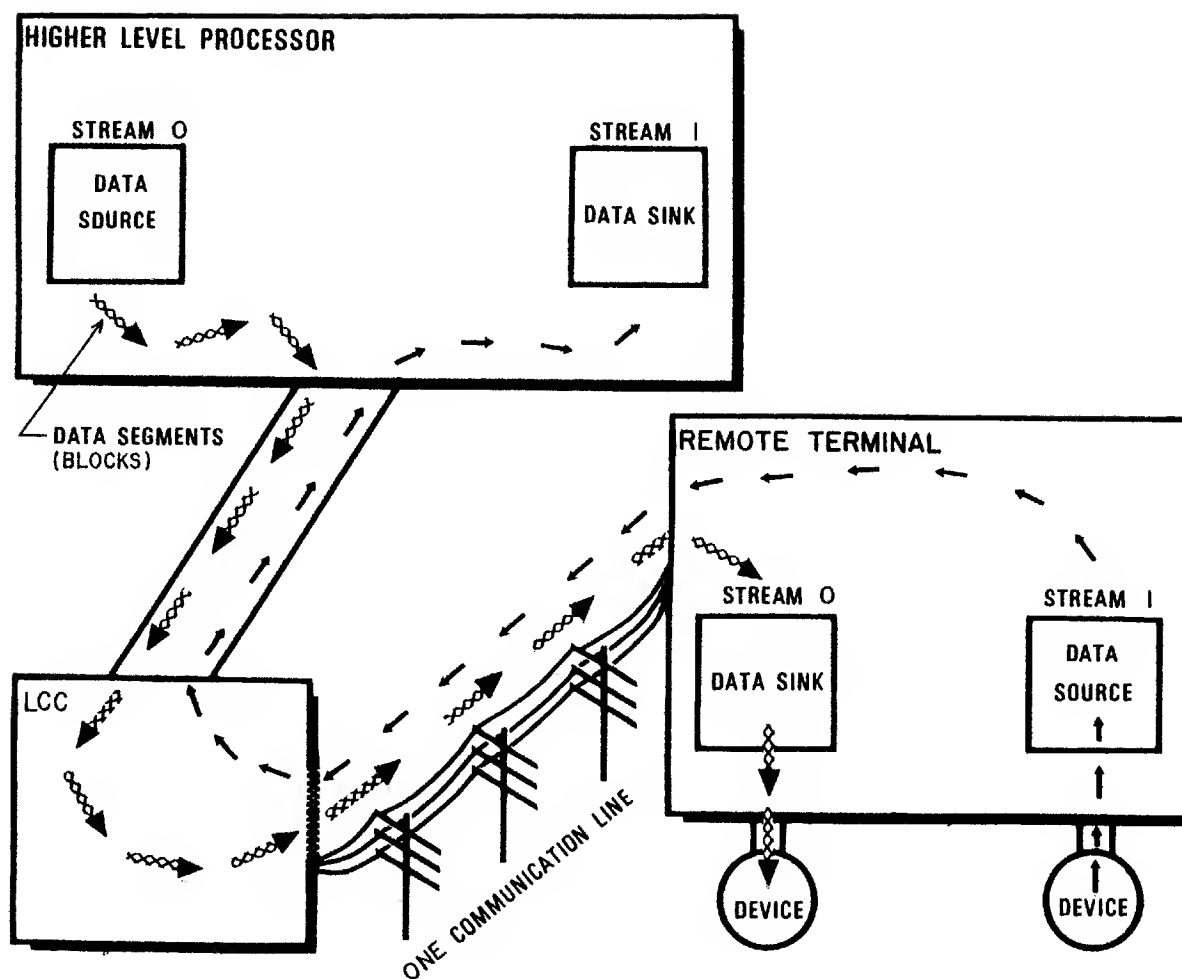 HIGHER LEVEL PROCESSOR
STREAM 0
DATA
SDURCE
STREAM 1
DATA SINK
DATA SEGMENTS
(BLOCKS)
REMOTE TERMINAL
STREAM 0
DATA SINK
STREAM 1
DATA
SOURCE
LCC
ONE COMMUNICATION LINE
DEVICE
DEVICE